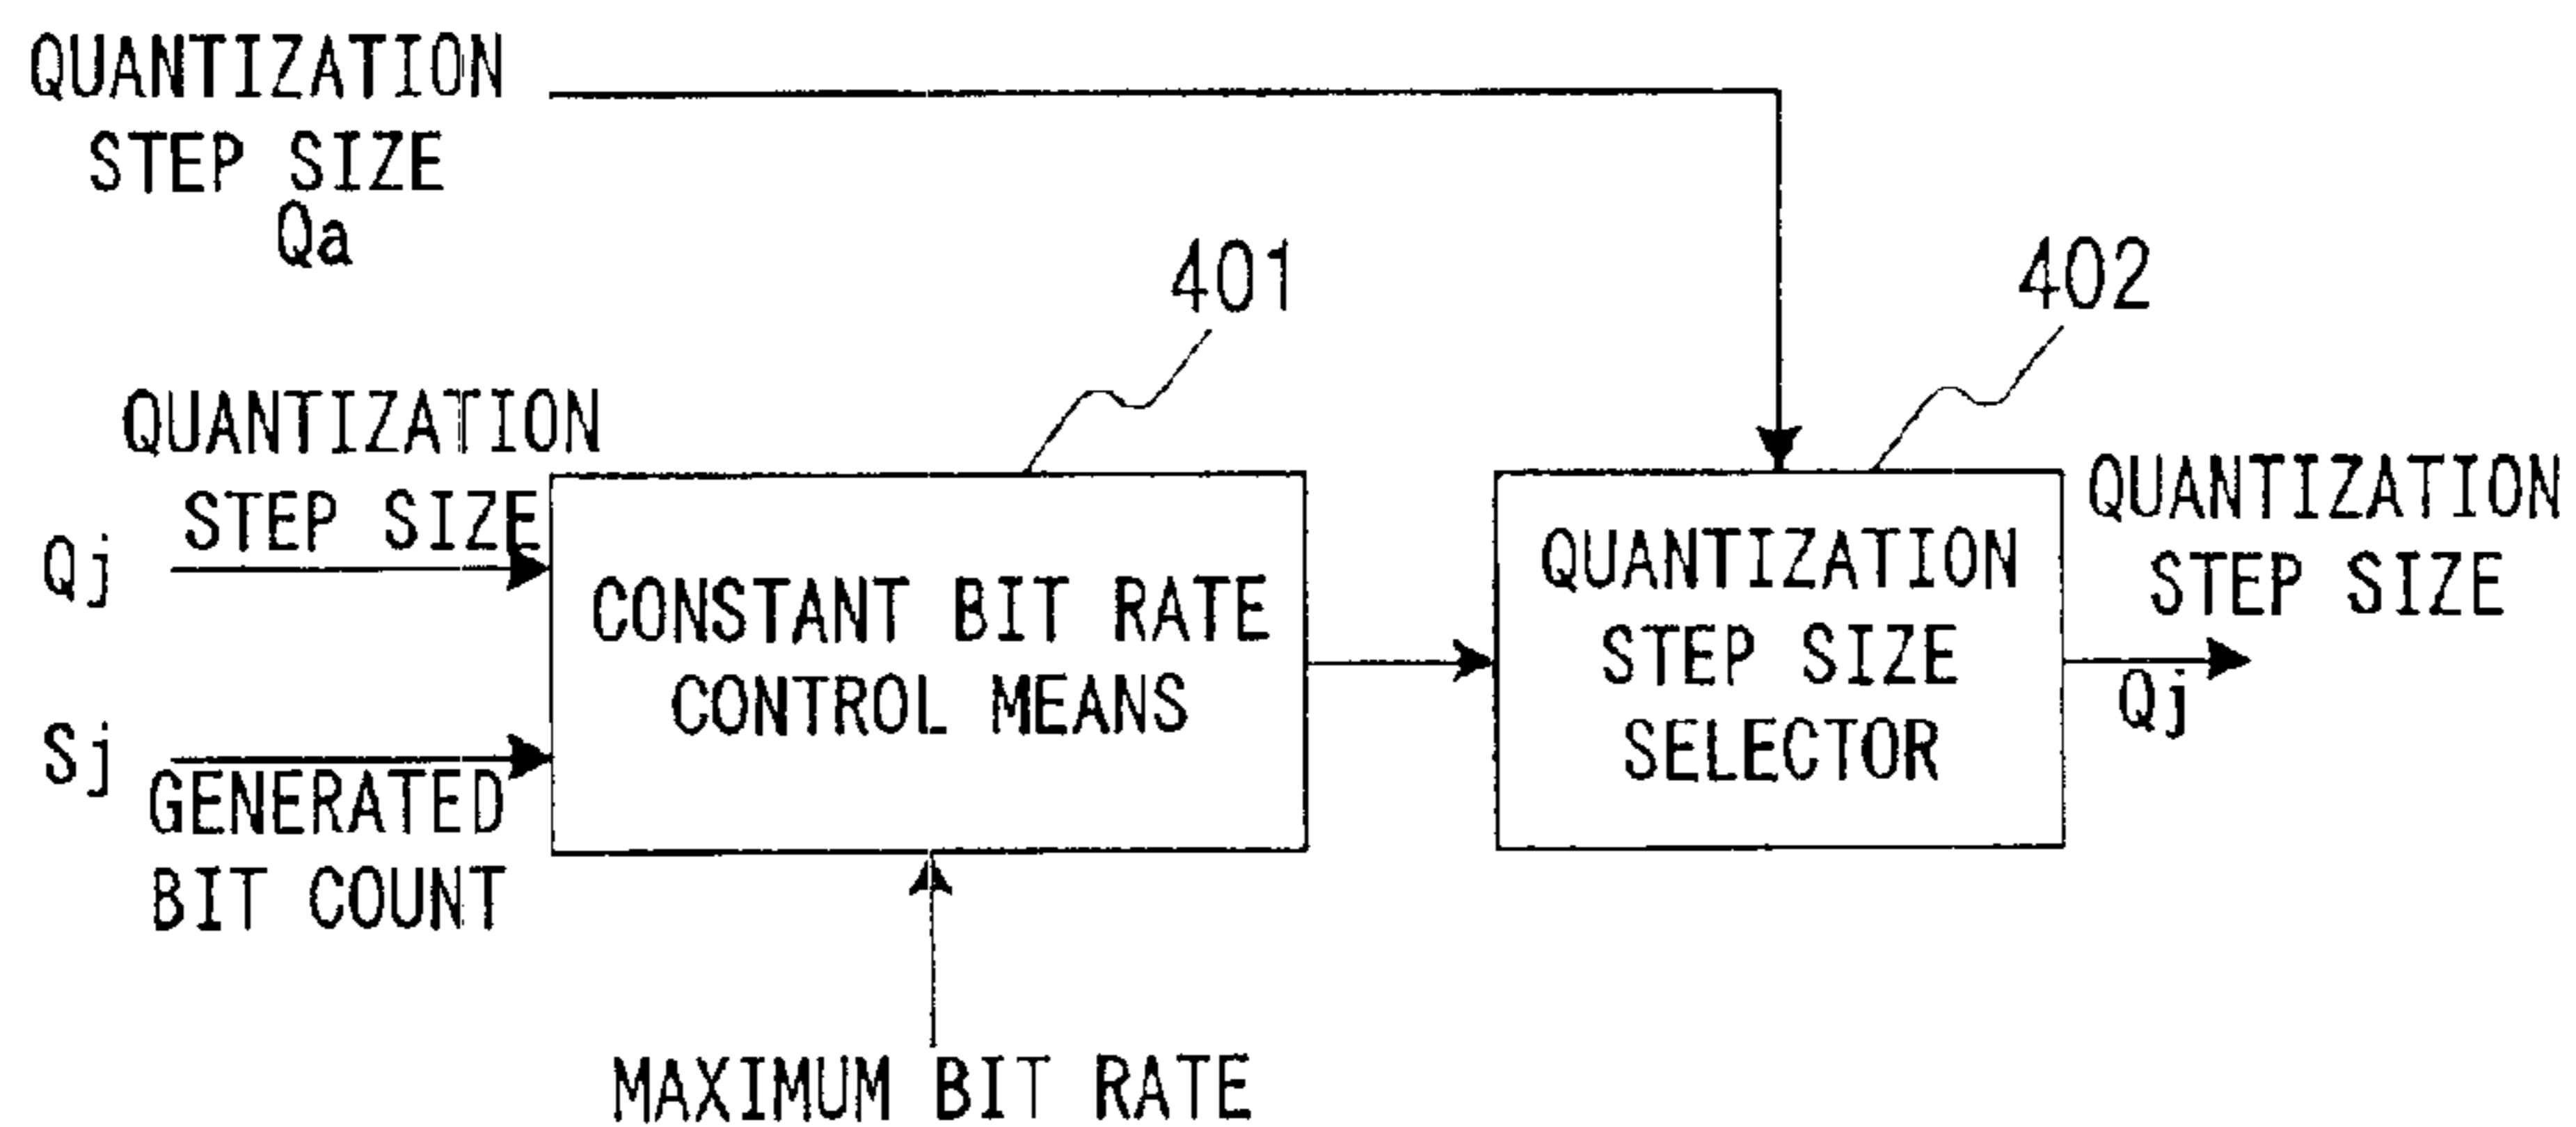 QUANTIZATION
STEP SIZE
Qa
401
402
QUANTIZATION
STEP SIZE
Qj
Sj
GENERATED
BIT COUNT
CONSTANT BIT RATE
CONTROL MEANS
MAXIMUM BIT RATE
QUANTIZATION
STEP SIZE
SELECTOR
QUANTIZATION
STEP SIZE
Qj